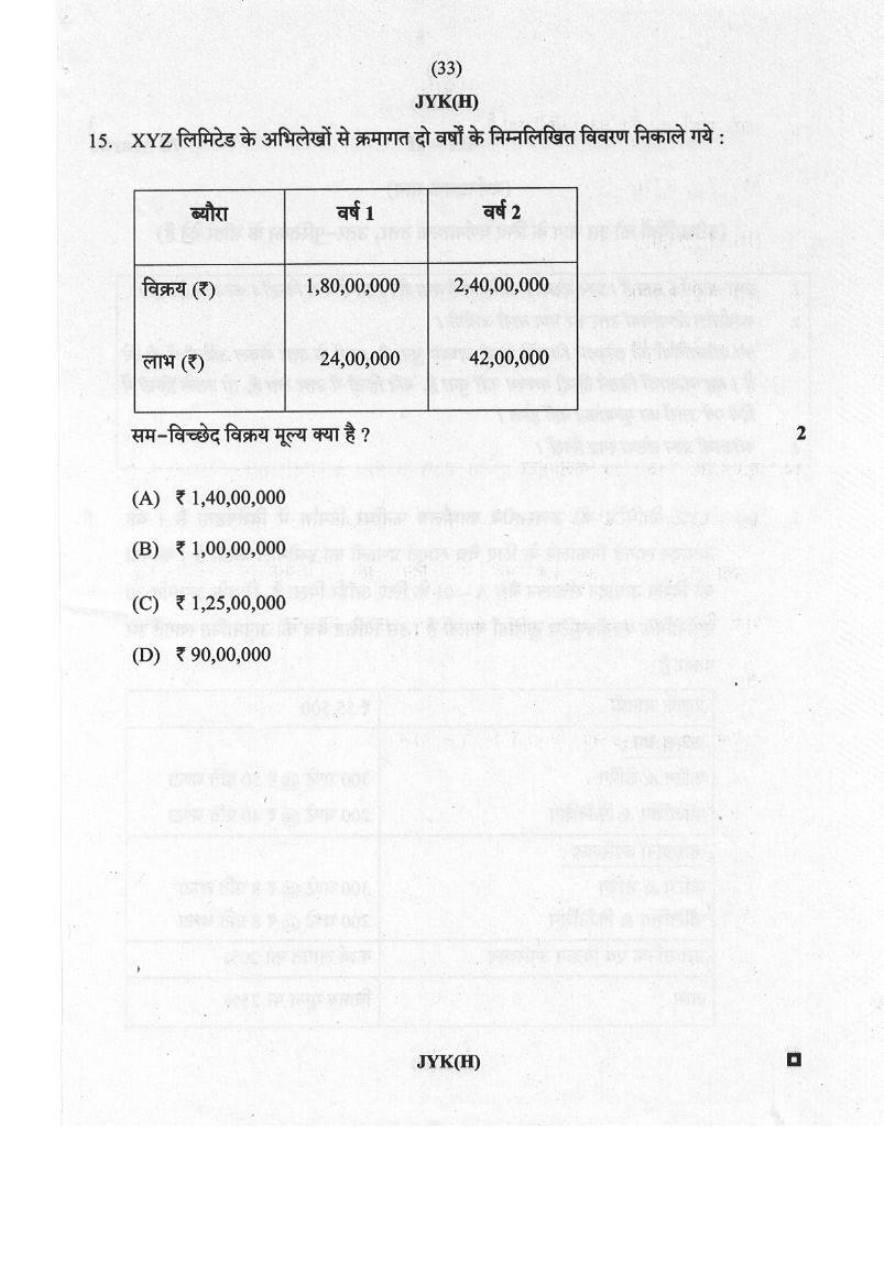 (33)
JYK(H)
15. XYZ लिमिटेड के अभिलेखों से क्रमागत दो वर्षों के निम्नलिखित विवरण निकाले गये :
ब्यौरा वर्ष 1 वर्ष 2
विक्रय (₹) 1,80,00,000 2,40,00,000
लाभ (₹) 24,00,000 42,00,000
सम-विच्छेद विक्रय मूल्य क्या है ? 2
(A) ₹ 1,40,00,000
(B) ₹ 1,00,00,000
(C) ₹ 1,25,00,000
(D) ₹ 90,00,000
JYK(H)